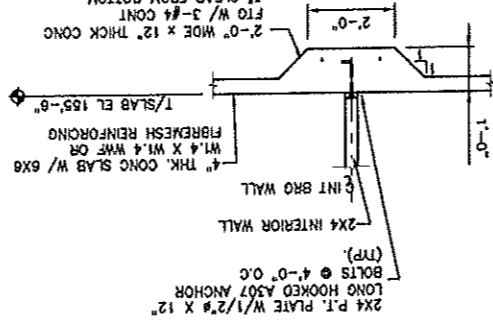 2X4 P.T. PLATE W/1/2"ø X 12"
LONG HOOKED A307 ANCHOR
BOLTS @ 4'-0" O.C
(TYP).
2X4 INTERIOR WALL
℄ INT BRG WALL
4" THK. CONC SLAB W/ 6X6
W1.4 X W1.4 WWF OR
FIBREMESH REINFORCING
T/SLAB EL 155'-6"
1'-0"
1
1
2'-0"
2'-0" WIDE X 12" THICK CONC
FTG W/ 3-#4 CONT